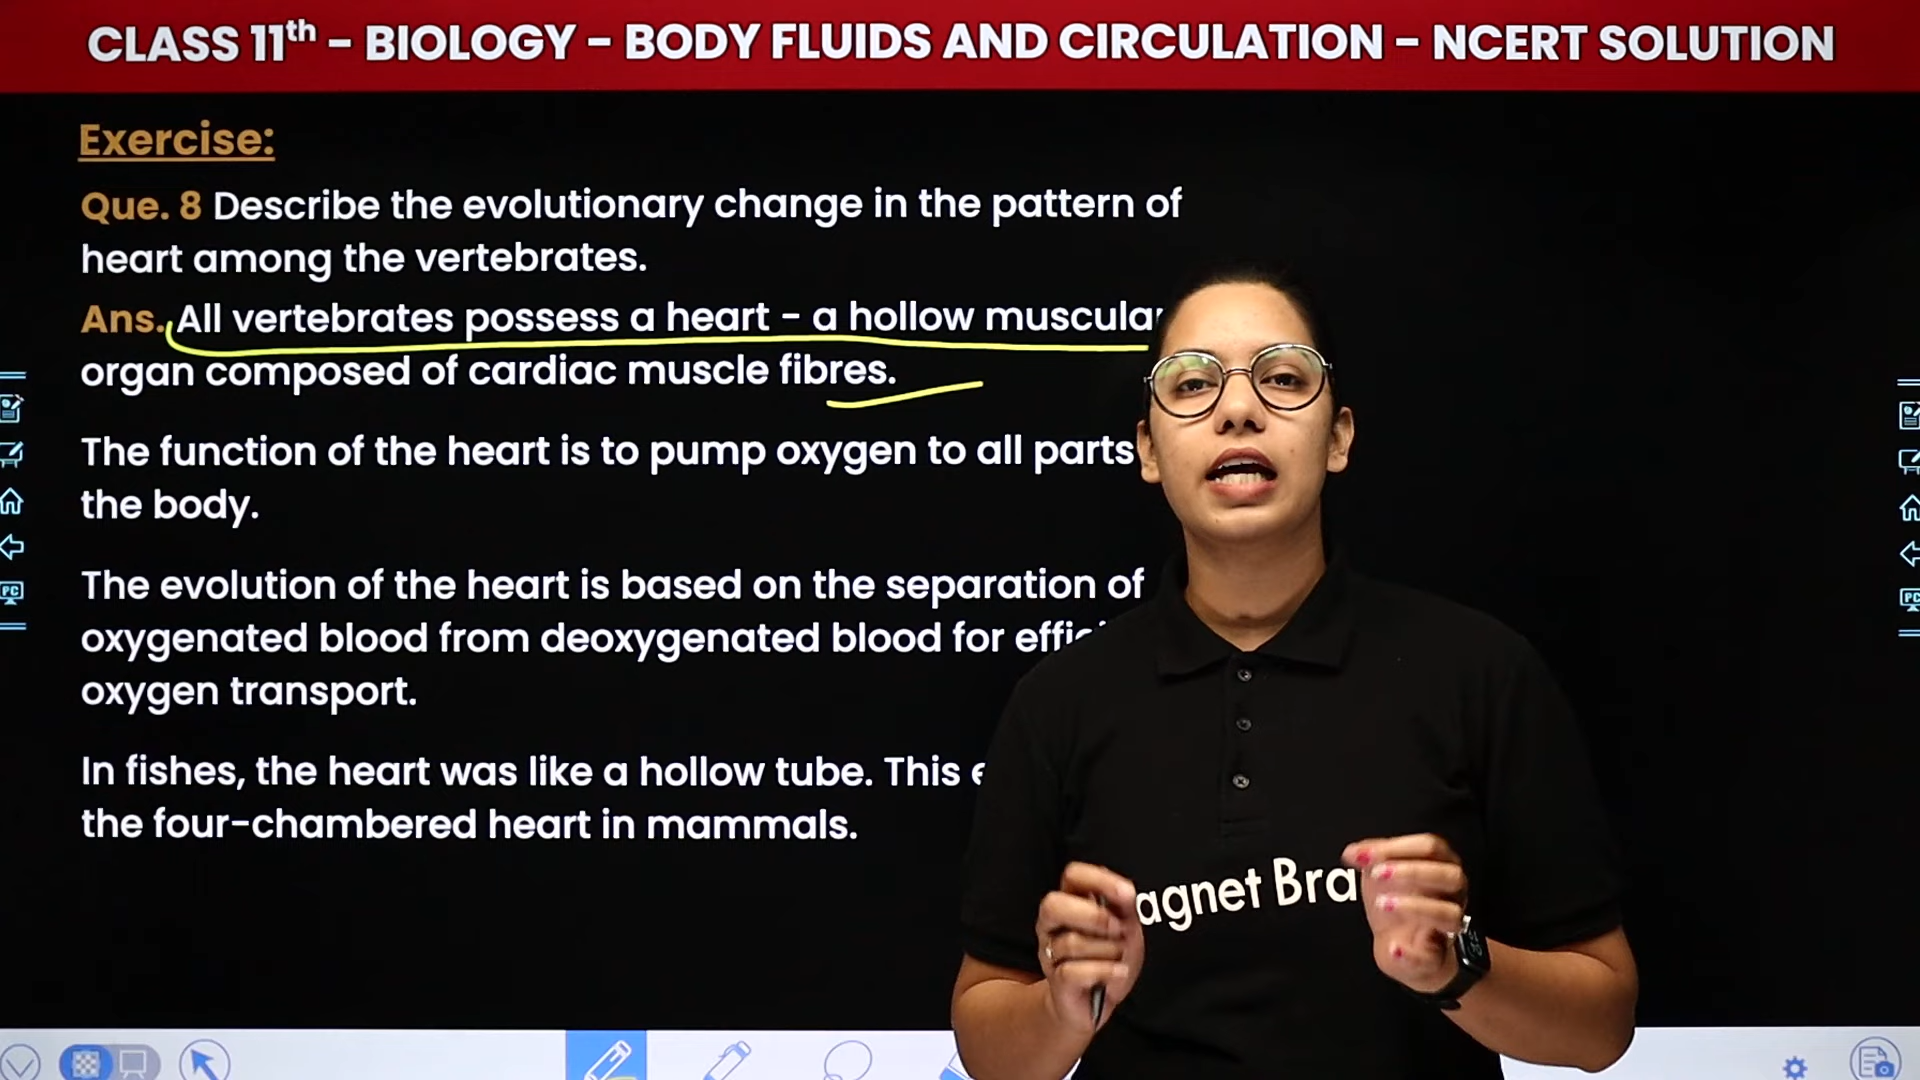 CLASS 11th - BIOLOGY - BODY FLUIDS AND CIRCULATION - NCERT SOLUTION
Exercise:
Que. 8 Describe the evolutionary change in the pattern of
heart among the vertebrates.
Ans. All vertebrates possess a heart - a hollow muscular
organ composed of cardiac muscle fibres.
The function of the heart is to pump oxygen to all parts
the body.
The evolution of the heart is based on the separation of
oxygenated blood from deoxygenated blood for
oxygen transport.
In fishes, the heart was like a hollow tube. This
the four-chambered heart in mammals.
agnet Bra
PC
PC